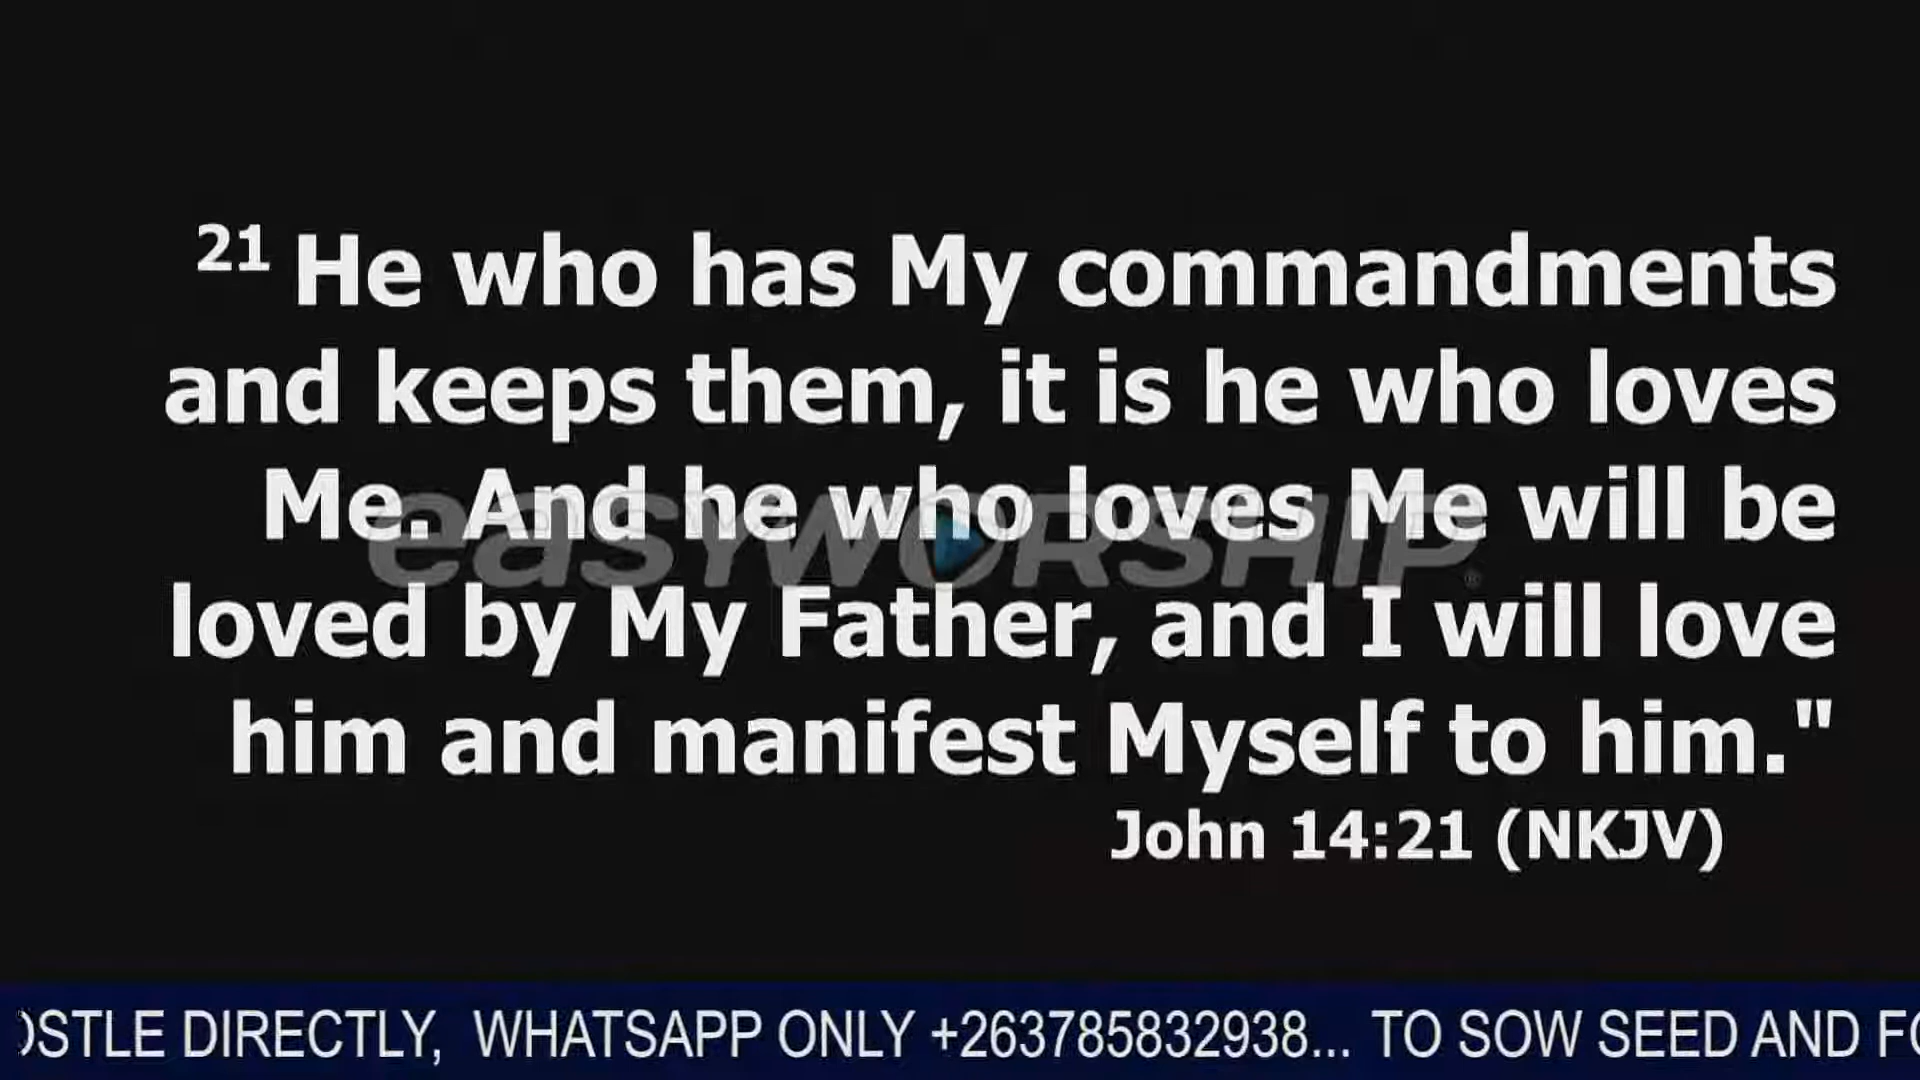 21 He who has My commandments
and keeps them, it is he who loves
Me. And he who loves Me will be
loved by My Father, and I will love
him and manifest Myself to him."
John 14:21 (NKJV)
easyWORSHIP®
OSTLE DIRECTLY, WHATSAPP ONLY +263785832938... TO SOW SEED AND FO